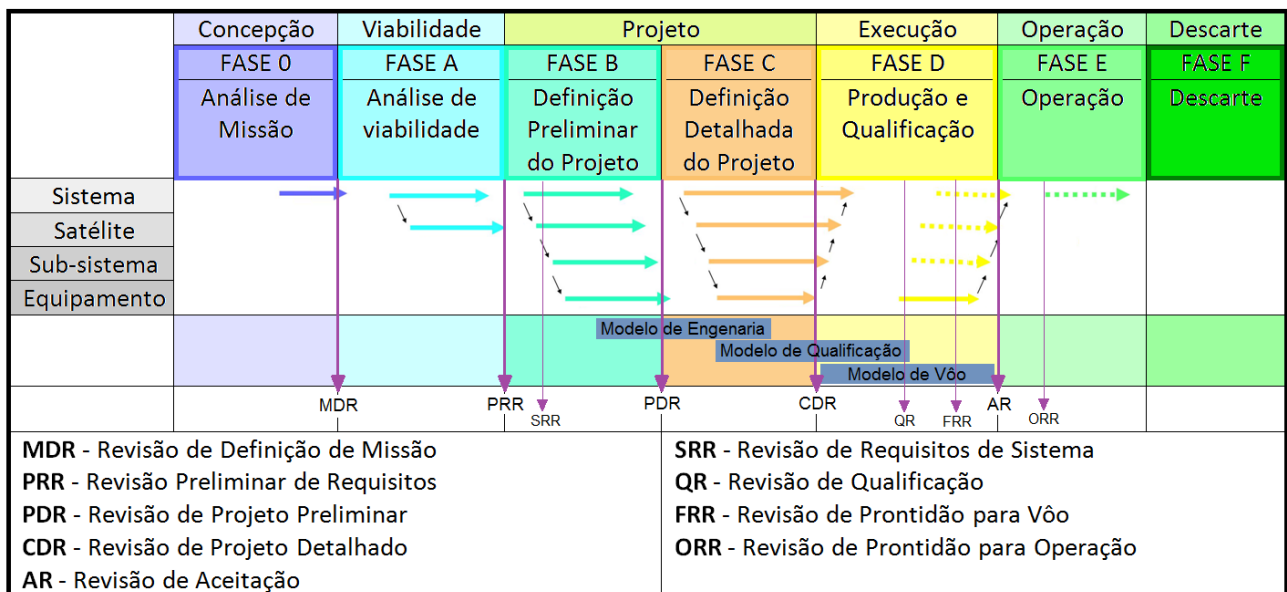 Concepção Viabilidade Projeto Execução Operação Descarte
FASE 0 FASE A FASE B FASE C FASE D FASE E FASE F
Análise de Análise de Definição Definição Produção e Operação Descarte
Missão viabilidade Preliminar Detalhada Qualificação
do Projeto do Projeto
Sistema
Satélite
Sub-sistema
Equipamento
Modelo de Engenaria
Modelo de Qualificação
Modelo de Vôo
MDR PRR PDR CDR AR
SRR QR FRR ORR
MDR - Revisão de Definição de Missão
PRR - Revisão Preliminar de Requisitos
PDR - Revisão de Projeto Preliminar
CDR - Revisão de Projeto Detalhado
AR - Revisão de Aceitação
SRR - Revisão de Requisitos de Sistema
QR - Revisão de Qualificação
FRR - Revisão de Prontidão para Vôo
ORR - Revisão de Prontidão para Operação